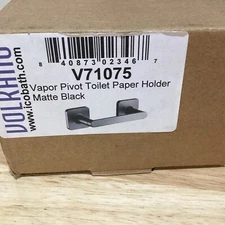 8 40873 02346 7
V71075
Vapor Pivot Toilet Paper Holder
Matte Black
VOLKANO
www.icobath.com